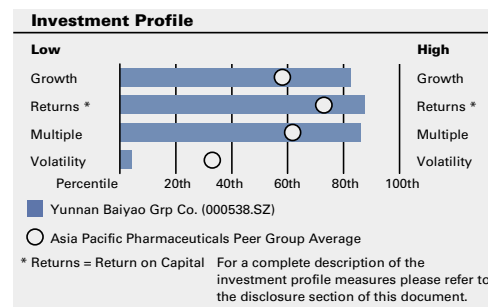 Investment Profile
Low High
Growth Growth
Returns * Returns *
Multiple Multiple
Volatility Volatility
Percentile 20th 40th 60th 80th 100th
Yunnan Baiyao Grp Co. (000538.SZ)
Asia Pacific Pharmaceuticals Peer Group Average
* Returns = Return on Capital For a complete description of the
investment profile measures please refer to
the disclosure section of this document.